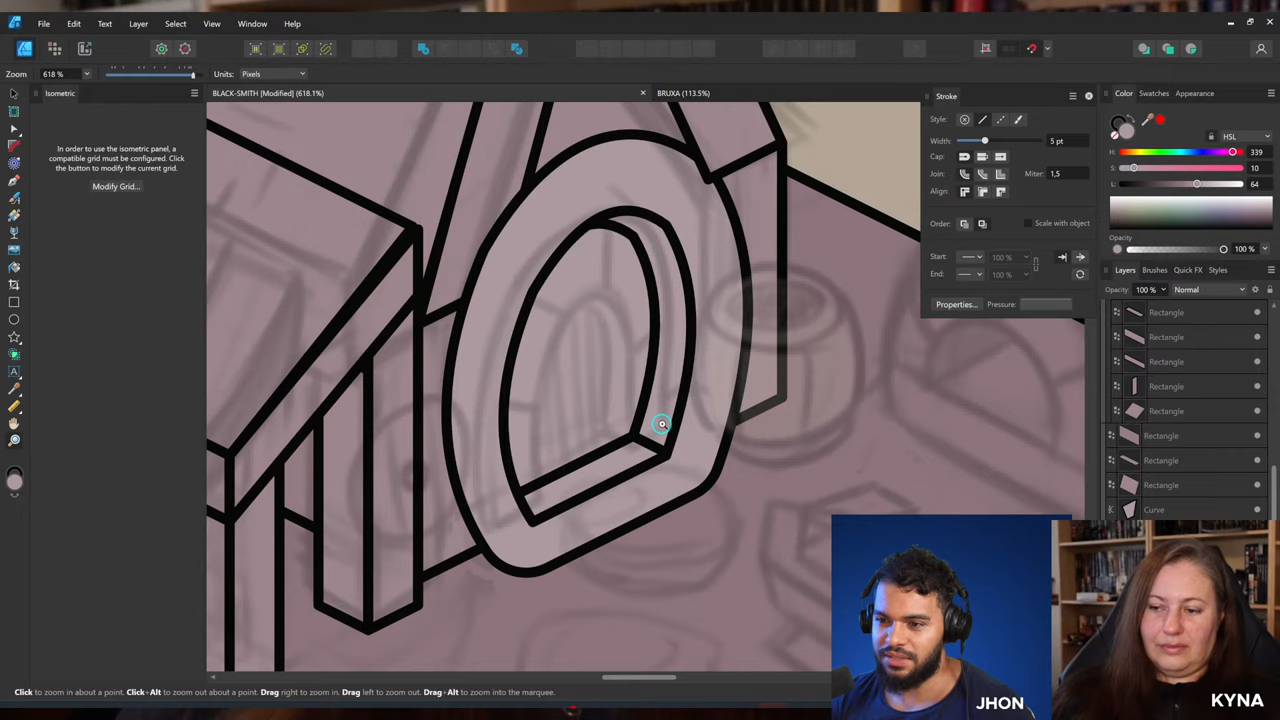 File Edit Text Layer Select View Window Help
Zoom 618 % Units: Pixels
Isometric
BLACK-SMITH [Modified] (618.1%)
BRUXA (113.5%)
In order to use the isometric panel, a
compatible grid must be configured. Click
the button to modify the current grid.
Modify Grid...
Stroke
Style:
Width: 5 pt
Cap:
Join: Miter: 1,5
Align:
Order: Scale with object
Start: 100 %
End: 100 %
Properties... Pressure:
Color Swatches Appearance
HSL
H: 339
S: 10
L: 64
Opacity
100 %
Layers Brushes Quick FX Styles
Opacity: 100 % Normal
Rectangle
Rectangle
Rectangle
Rectangle
Rectangle
Rectangle
Rectangle
Rectangle
Curve
Click to zoom in about a point. Click+Alt to zoom out about a point. Drag right to zoom in. Drag left to zoom out. Drag+Alt to zoom into the marquee.
JHON
KYNA